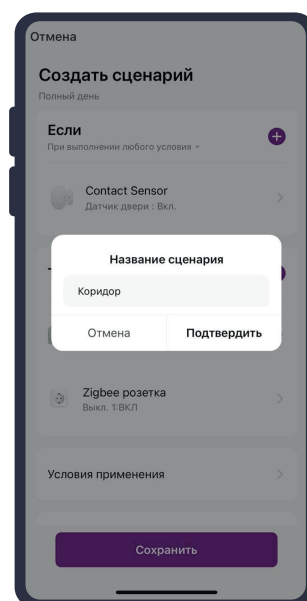 Отмена
Создать сценарий
Полный день
Если
При выполнении любого условия
Contact Sensor
Датчик двери : Вкл.
Название сценария
Коридор
Отмена Подтвердить
Zigbee розетка
Выкл. 1:ВКЛ
Условия применения
Сохранить